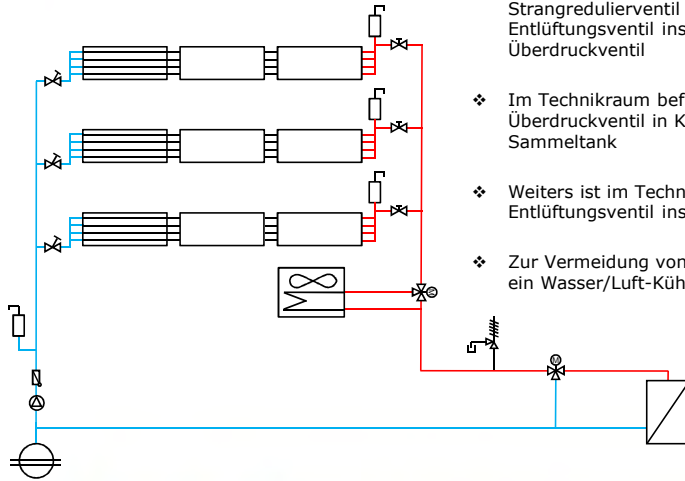 Strangredulierventil
Entlüftungsventil ins
Überdruckventil
❖ Im Technikraum bef
Überdruckventil in K
Sammeltank
❖ Weiters ist im Techn
Entlüftungsventil ins
❖ Zur Vermeidung von
ein Wasser/Luft-Küh
M
M